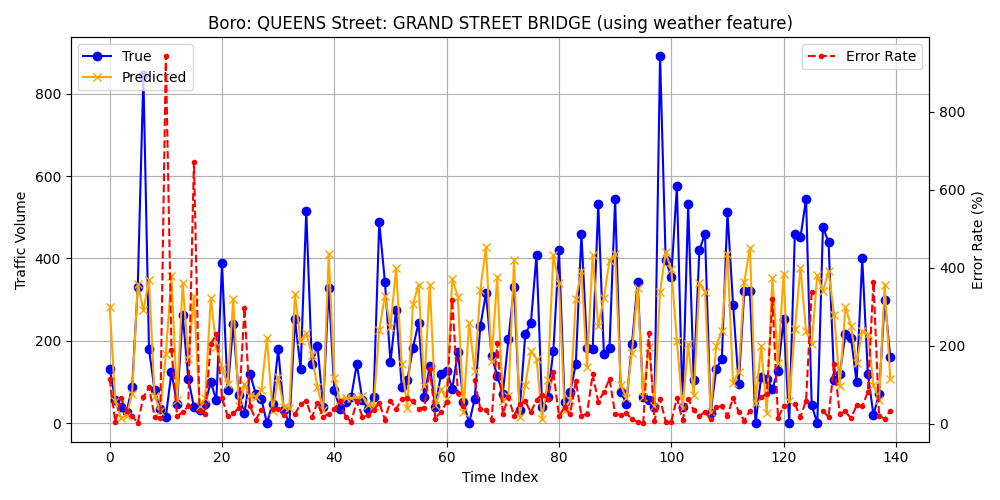 Boro: QUEENS Street: GRAND STREET BRIDGE (using weather feature)
True
Predicted
Error Rate
Traffic Volume
800
600
400
200
0
Error Rate (%)
800
600
400
200
0
0 20 40 60 80 100 120 140
Time Index